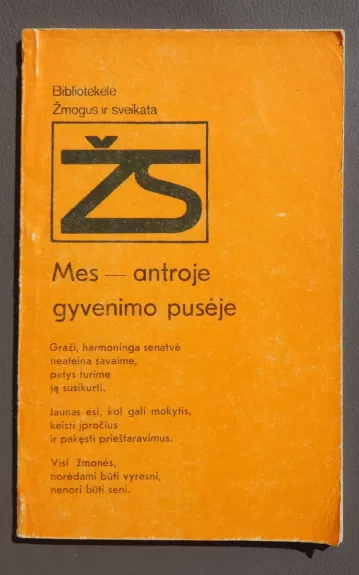 Bibliotekėlė
Žmogus ir sveikata
ŽS
Mes — antroje
gyvenimo pusėje
Graži, harmoninga senatvė
neateina savaime,
patys turime
ją susikurti.
Jaunas esi, kol gali mokytis,
keisti įpročius
ir pakęsti prieštaravimus.
Visi žmonės,
norėdami būti vyresni,
nenori būti seni.